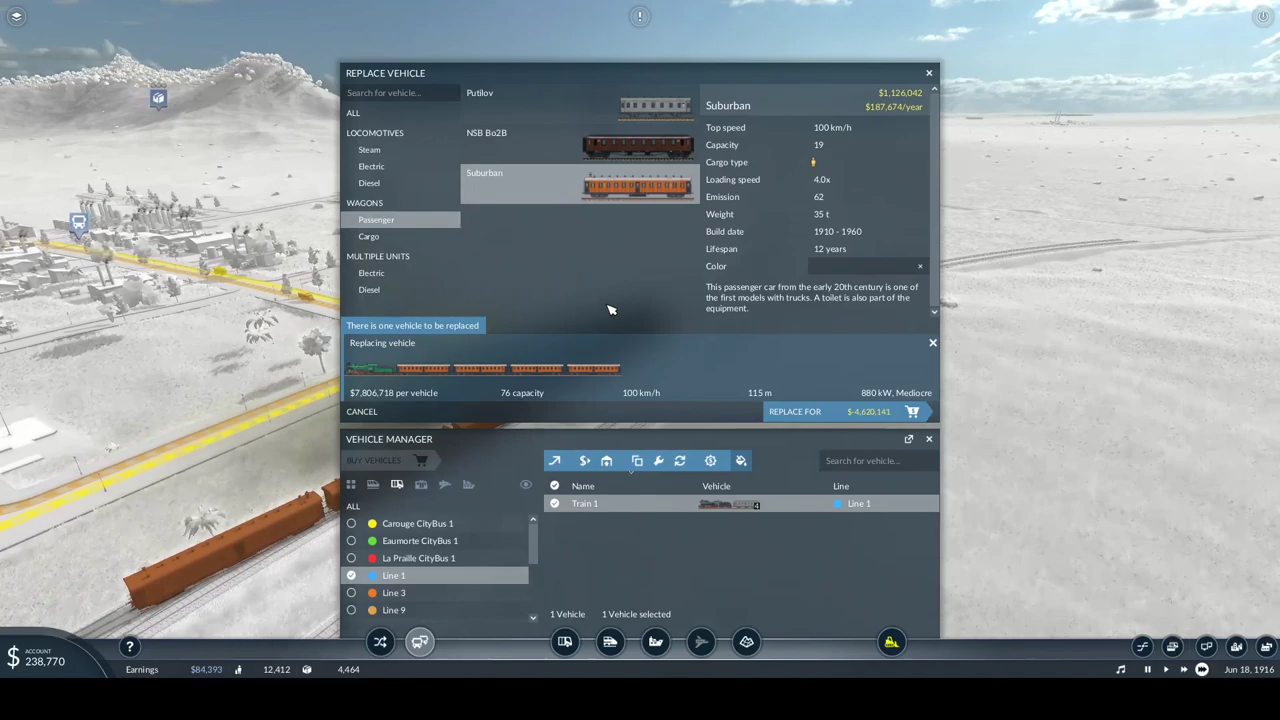 REPLACE VEHICLE
Search for vehicle...
ALL
LOCOMOTIVES
Steam
Electric
Diesel
WAGONS
Passenger
Cargo
MULTIPLE UNITS
Electric
Diesel
Putilov
NSB Bo2B
Suburban
$1,126,042
Suburban
$187,674/year
Top speed 100 km/h
Capacity 19
Cargo type
Loading speed 4.0x
Emission 62
Weight 35 t
Build date 1910 - 1960
Lifespan 12 years
Color
This passenger car from the early 20th century is one of
the first models with trucks. A toilet is also part of the
equipment.
There is one vehicle to be replaced
Replacing vehicle
$7,806,718 per vehicle 76 capacity 100 km/h 115 m 880 kW, Mediocre
CANCEL
REPLACE FOR $-4,620,141
VEHICLE MANAGER
BUY VEHICLES
Search for vehicle...
ALL
Carouge CityBus 1
Eaumorte CityBus 1
La Praille CityBus 1
Line 1
Line 3
Line 9
Name Vehicle Line
Train 1 4 Line 1
1 Vehicle 1 Vehicle selected
$ ACCOUNT
238,770
?
Earnings $84,393 12,412 4,464
Jun 18, 1916